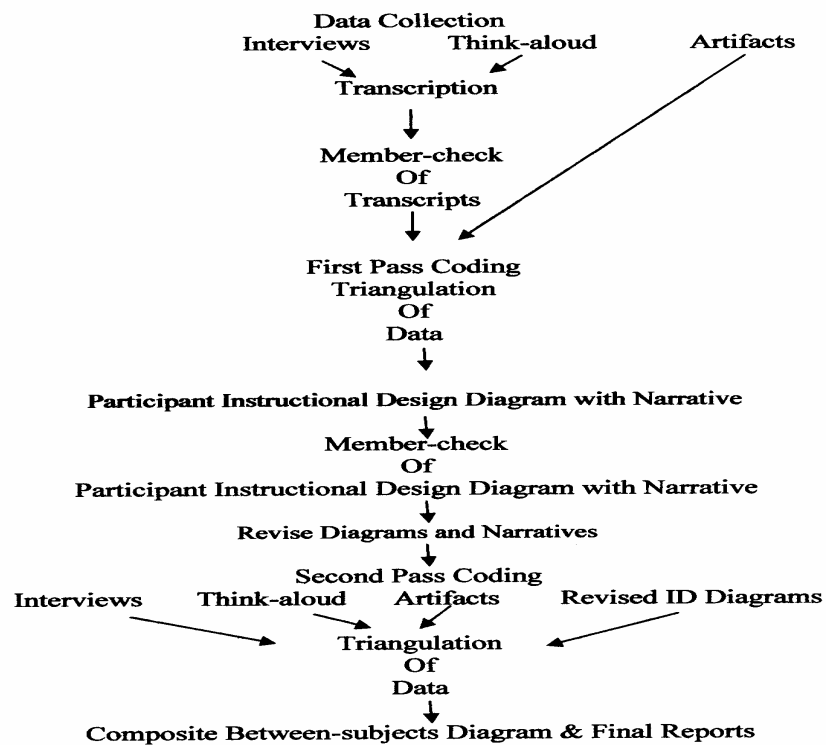 Data Collection
Interviews Think-aloud Artifacts
Transcription
Member-check
Of
Transcripts
First Pass Coding
Triangulation
Of
Data
Participant Instructional Design Diagram with Narrative
Member-check
Of
Participant Instructional Design Diagram with Narrative
Revise Diagrams and Narratives
Second Pass Coding
Interviews Think-aloud Artifacts Revised ID Diagrams
Triangulation
Of
Data
Composite Between-subjects Diagram & Final Reports